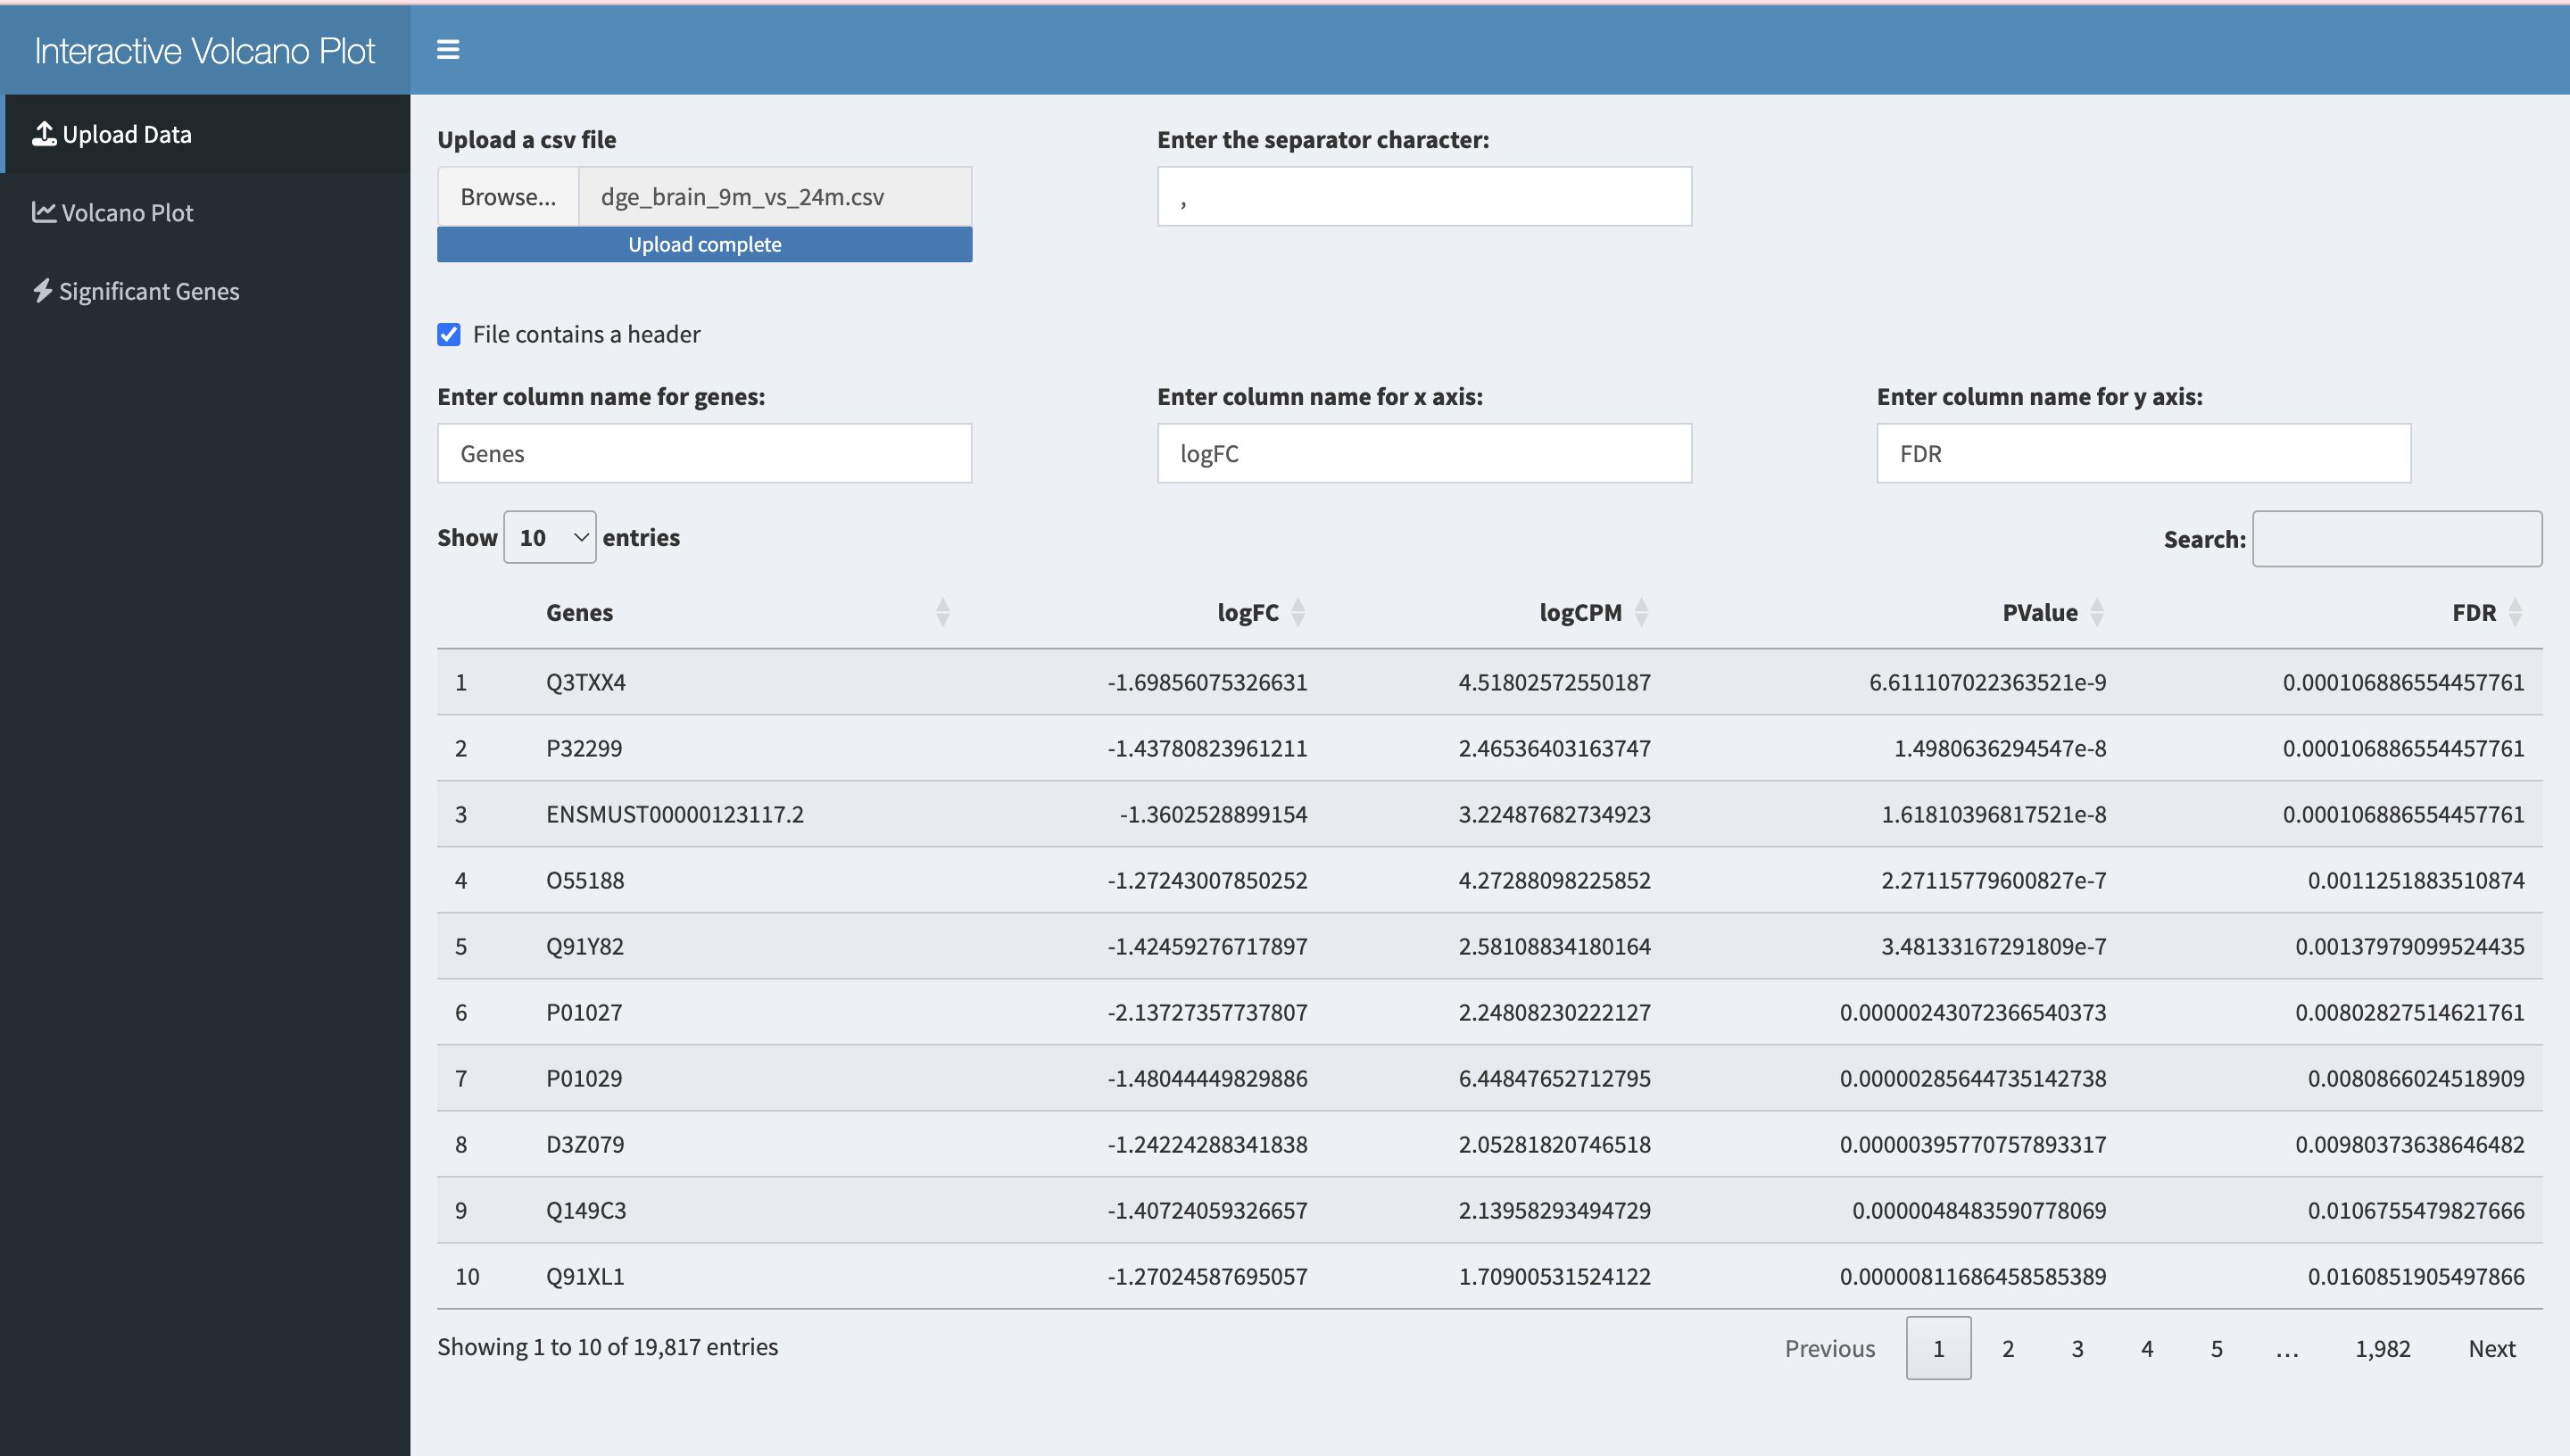 Interactive Volcano Plot
Upload Data
Volcano Plot
Significant Genes
Upload a csv file
Enter the separator character:
Browse... dge_brain_9m_vs_24m.csv
,
Upload complete
File contains a header
Enter column name for genes: Enter column name for x axis: Enter column name for y axis:
Genes logFC FDR
Show 10 entries Search:
Genes logFC logCPM PValue FDR
1 Q3TXX4 -1.69856075326631 4.51802572550187 6.611107022363521e-9 0.000106886554457761
2 P32299 -1.43780823961211 2.46536403163747 1.4980636294547e-8 0.000106886554457761
3 ENSMUST00000123117.2 -1.3602528899154 3.22487682734923 1.61810396817521e-8 0.000106886554457761
4 O55188 -1.27243007850252 4.27288098225852 2.27115779600827e-7 0.0011251883510874
5 Q91Y82 -1.42459276717897 2.58108834180164 3.48133167291809e-7 0.00137979099524435
6 P01027 -2.13727357737807 2.24808230222127 0.00000243072366540373 0.00802827514621761
7 P01029 -1.48044449829886 6.44847652712795 0.00000285644735142738 0.0080866024518909
8 D3Z079 -1.24224288341838 2.05281820746518 0.00000395770757893317 0.00980373638646482
9 Q149C3 -1.40724059326657 2.13958293494729 0.0000048483590778069 0.0106755479827666
10 Q91XL1 -1.27024587695057 1.70900531524122 0.00000811686458585389 0.0160851905497866
Showing 1 to 10 of 19,817 entries Previous 1 2 3 4 5 … 1,982 Next